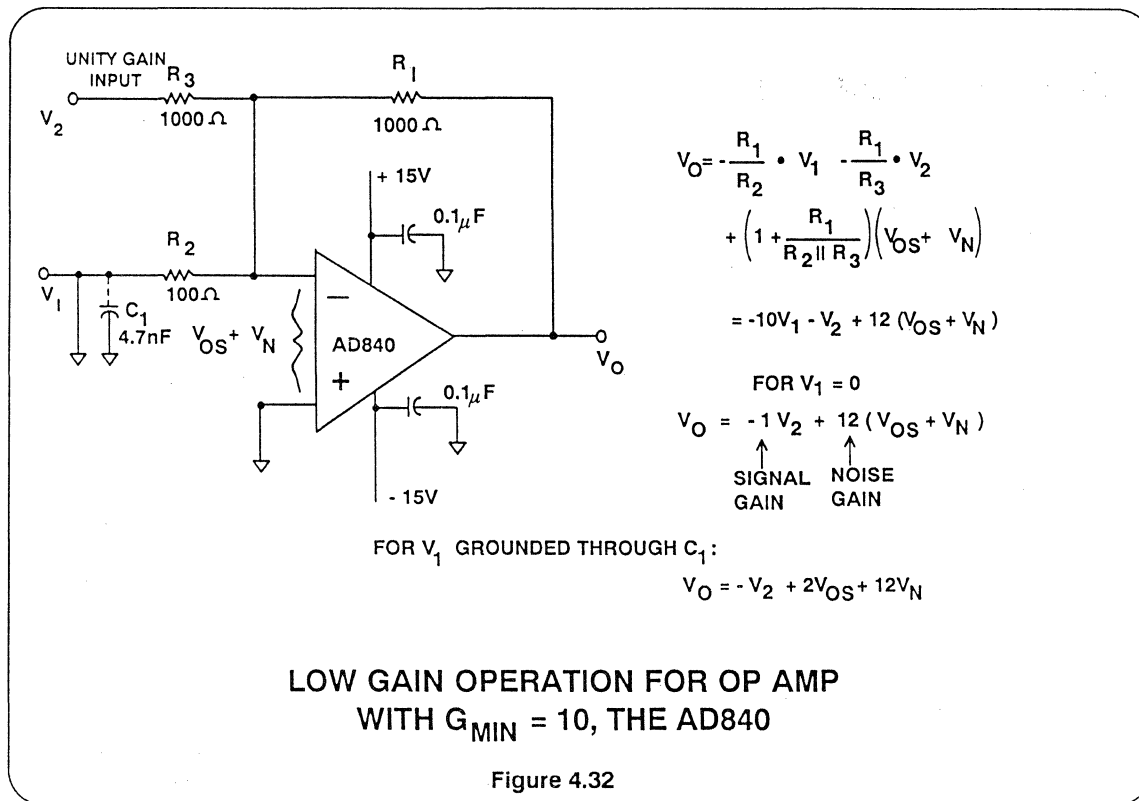 UNITY GAIN
INPUT
R3
R1
V2
1000 Ω
1000 Ω
+ 15V
0.1μF
R2
V1
100Ω
C1
4.7nF
VOS + VN
−
AD840
+
VO
0.1μF
- 15V
VO = - R1/R2 • V1 - R1/R3 • V2
+ (1 + R1/(R2 || R3)) (VOS + VN)
= -10V1 - V2 + 12 (VOS + VN)
FOR V1 = 0
VO = - 1 V2 + 12 ( VOS + VN )
SIGNAL GAIN
NOISE GAIN
FOR V1 GROUNDED THROUGH C1 :
VO = - V2 + 2VOS + 12VN
LOW GAIN OPERATION FOR OP AMP
WITH GMIN = 10, THE AD840
Figure 4.32